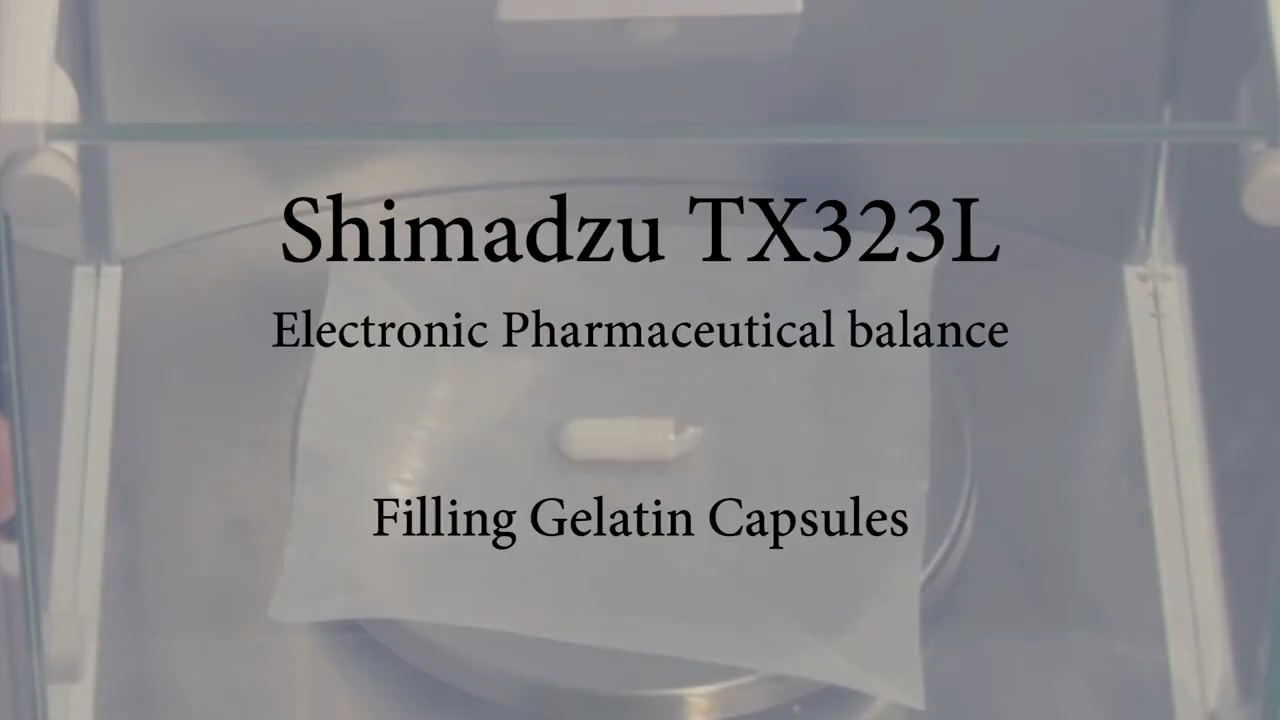 Shimadzu TX323L
Electronic Pharmaceutical balance
Filling Gelatin Capsules